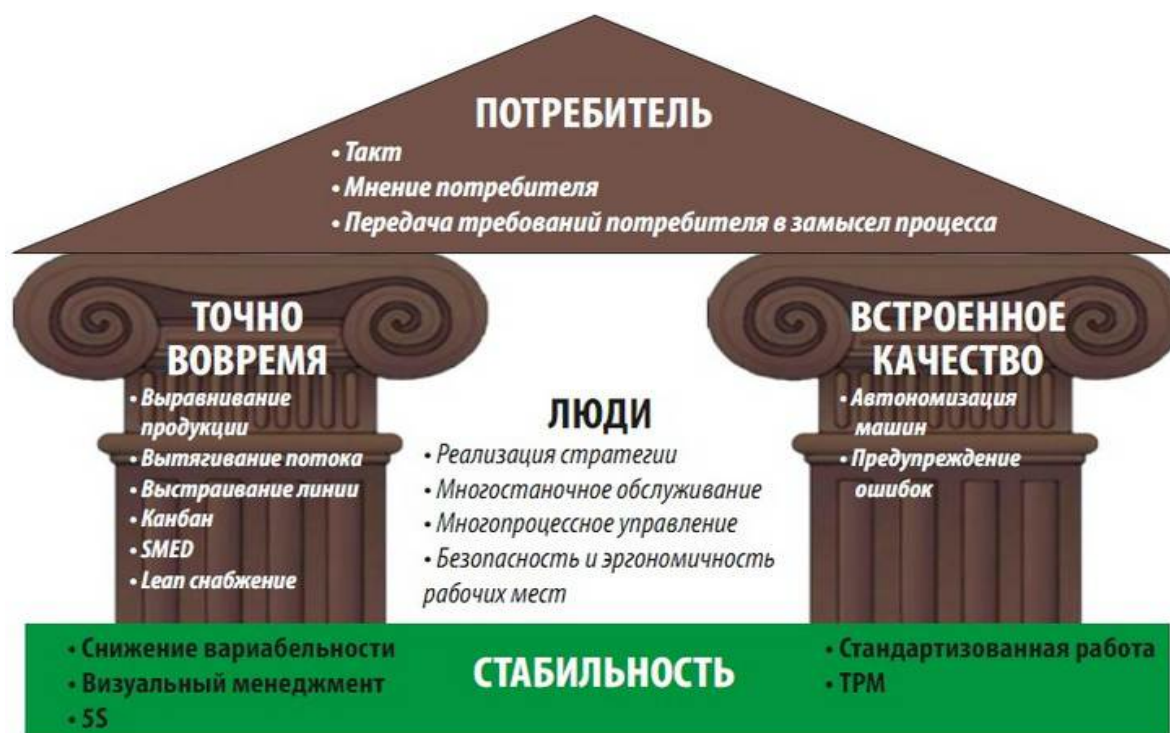 ПОТРЕБИТЕЛЬ
• Такт
• Мнение потребителя
• Передача требований потребителя в замысел процесса
ТОЧНО
ВОВРЕМЯ
• Выравнивание
продукции
• Вытягивание потока
• Выстраивание линии
• Канбан
• SMED
• Lean снабжение
ЛЮДИ
• Реализация стратегии
• Многостаночное обслуживание
• Многопроцессное управление
• Безопасность и эргономичность
рабочих мест
ВСТРОЕННОЕ
КАЧЕСТВО
• Автономизация
машин
• Предупреждение
ошибок
• Снижение вариабельности
• Визуальный менеджмент
• 5S
СТАБИЛЬНОСТЬ
• Стандартизованная работа
• ТРМ